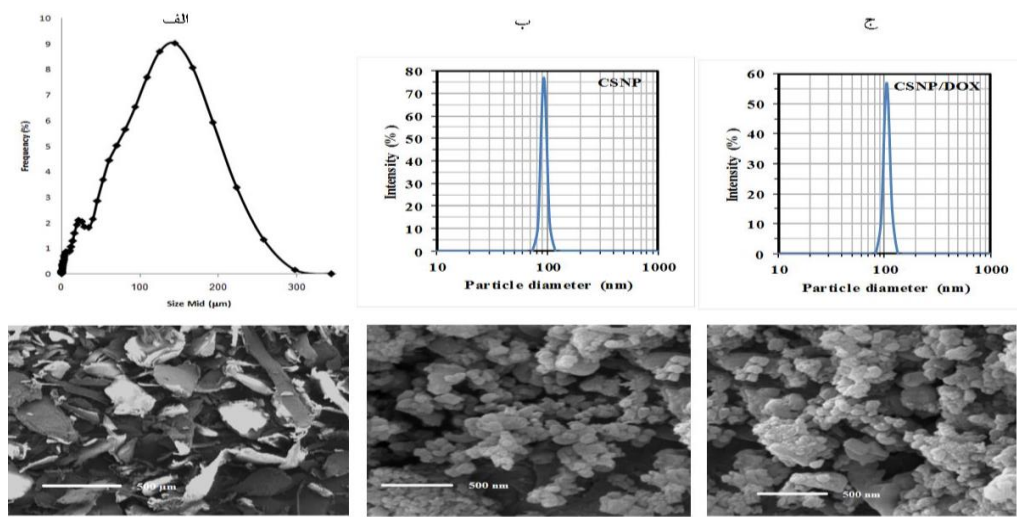 الف
10
9
8
7
6
5
4
3
2
1
0
Frequency (%)
0
100
200
300
Size Mid (µm)
ب
CSNP
80
70
60
50
40
30
20
10
0
Intensity (%)
10
100
1000
Particle diameter (nm)
ج
CSNP/DOX
60
50
40
30
20
10
0
Intensity (%)
10
100
1000
Particle diameter (nm)
500 µm
500 nm
500 nm